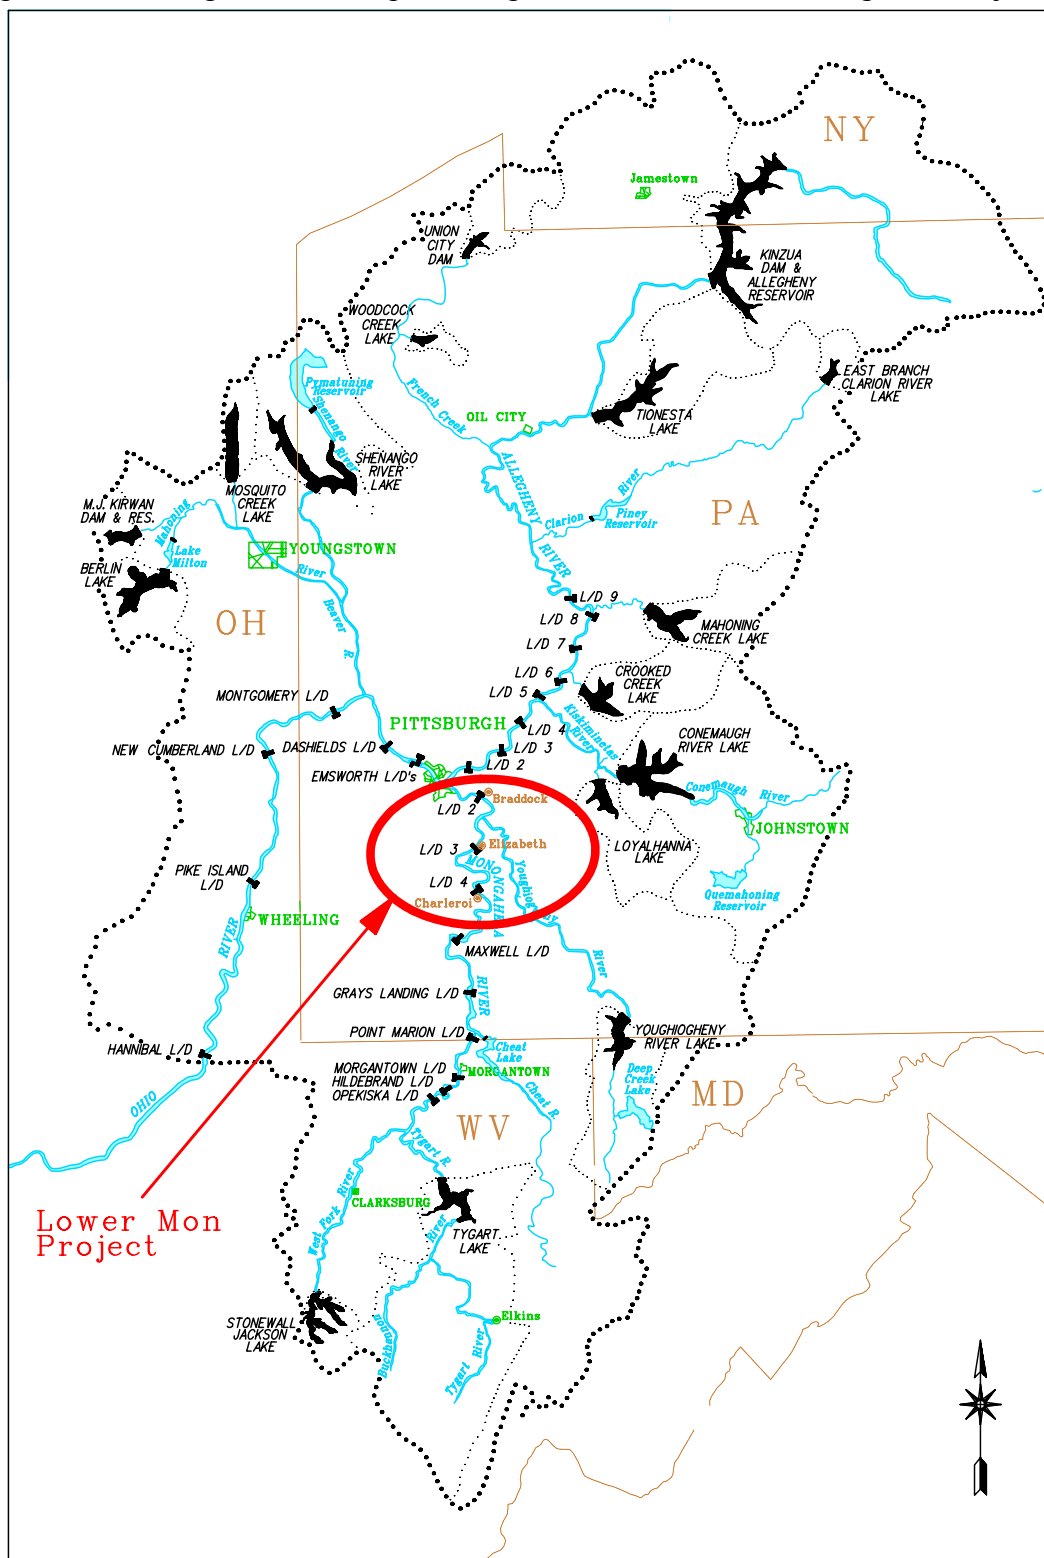 NY
Jamestown
UNION
CITY
DAM
KINZUA
DAM &
ALLEGHENY
RESERVOIR
WOODCOCK
CREEK
LAKE
French Creek
Pymatuning
Reservoir
Shenango
River
EAST BRANCH
CLARION RIVER
LAKE
TIONESTA
LAKE
OIL CITY
ALLEGHENY
RIVER
SHENANGO
RIVER
LAKE
MOSQUITO
CREEK
LAKE
M.J. KIRWAN
DAM & RES.
Mahoning
River
Lake
Milton
BERLIN
LAKE
YOUNGSTOWN
Clarion
River
Piney
Reservoir
PA
OH
Beaver
R.
L/D 9
L/D 8
L/D 7
L/D 6
L/D 5
L/D 4
L/D 3
L/D 2
MAHONING
CREEK LAKE
CROOKED
CREEK
LAKE
Kiskiminetas
River
CONEMAUGH
RIVER LAKE
Conemaugh
River
JOHNSTOWN
LOYALHANNA
LAKE
Quemahoning
Reservoir
MONTGOMERY L/D
PITTSBURGH
NEW CUMBERLAND L/D
DASHIELDS L/D
EMSWORTH L/D's
L/D 2
Braddock
L/D 3
Elizabeth
L/D 4
Charleroi
MONONGAHELA
RIVER
River
PIKE ISLAND
L/D
WHEELING
RIVER
OHIO
HANNIBAL L/D
MAXWELL L/D
GRAYS LANDING L/D
POINT MARION L/D
Cheat
Lake
Cheat R.
MORGANTOWN L/D
MORGANTOWN
HILDEBRAND L/D
OPEKISKA L/D
YOUGHIOGHENY
RIVER LAKE
Deep
Creek
Lake
MD
WV
Tygart R.
CLARKSBURG
West Fork River
TYGART
LAKE
River
Lower Mon
Project
STONEWALL
JACKSON
LAKE
Elkins
Tygart River